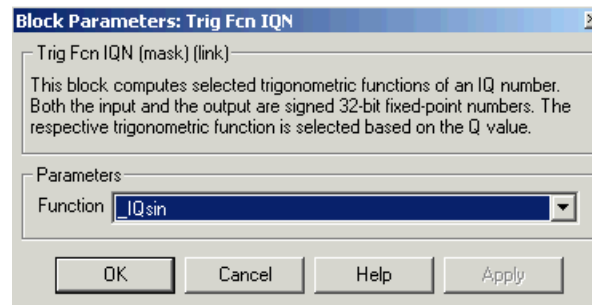 Block Parameters: Trig Fcn IQN
Trig Fcn IQN (mask) (link)
This block computes selected trigonometric functions of an IQ number.
Both the input and the output are signed 32-bit fixed-point numbers. The
respective trigonometric function is selected based on the Q value.
Parameters
Function _IQsin
OK Cancel Help Apply